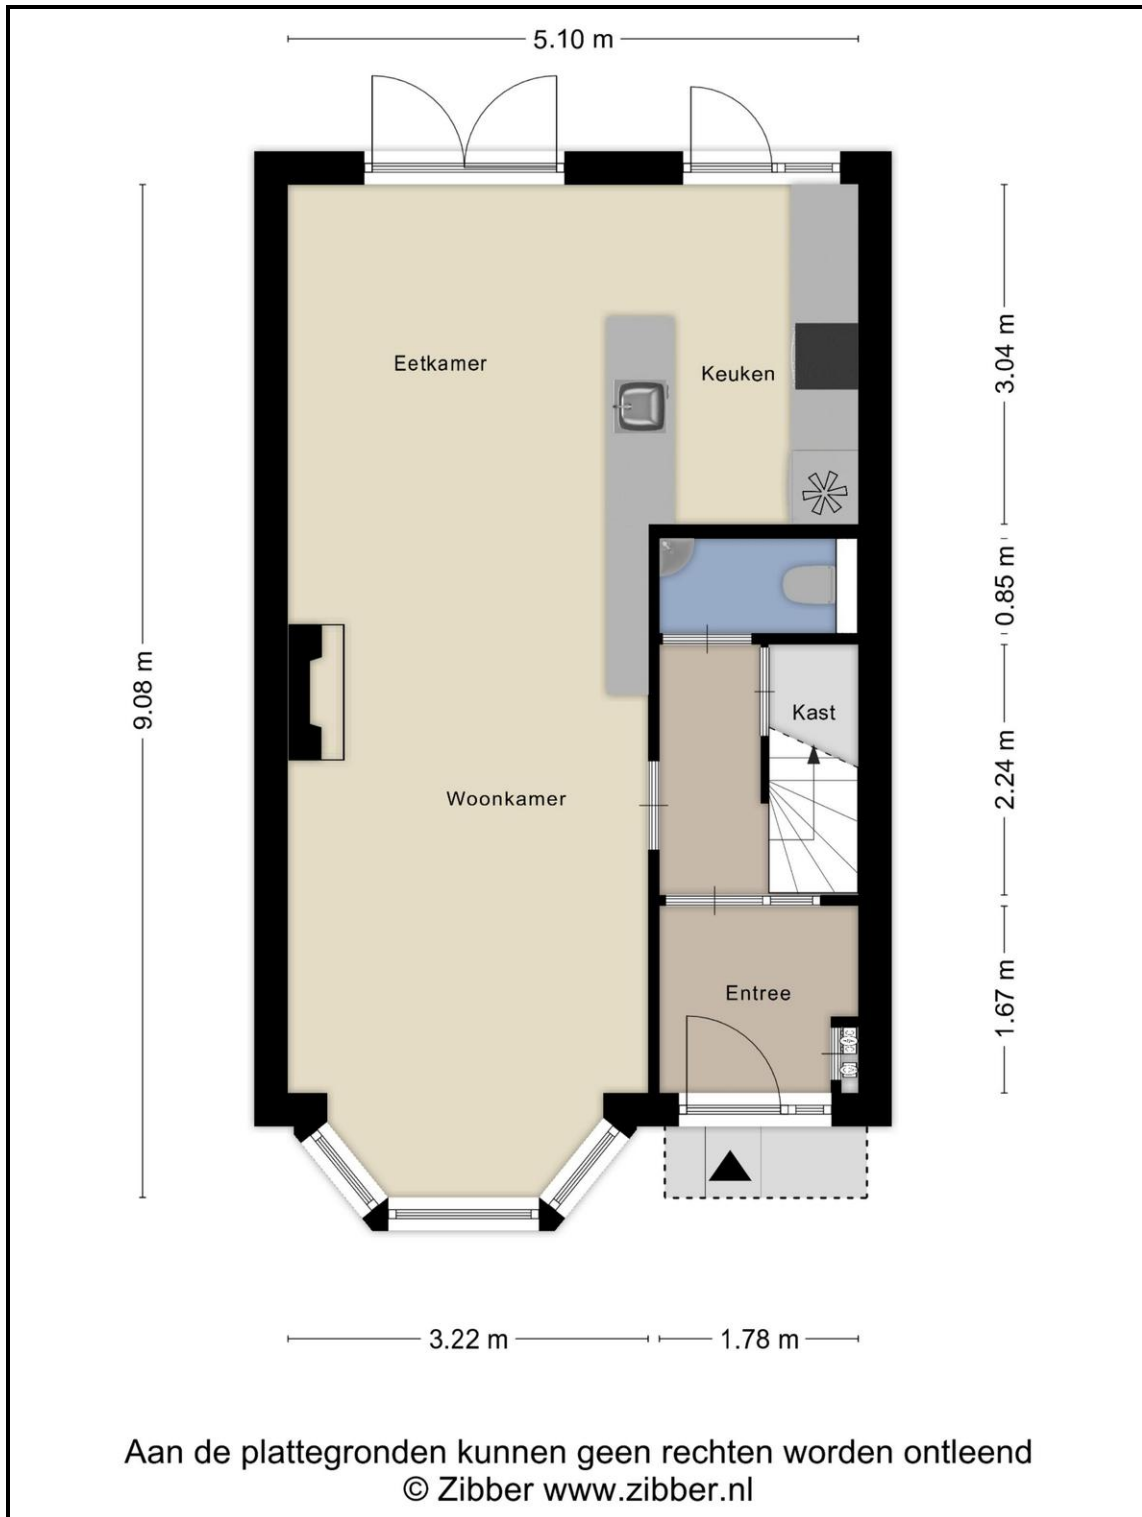 5.10 m
Eetkamer
Keuken
3.04 m
0.85 m
9.08 m
Kast
2.24 m
Woonkamer
Entree
1.67 m
3.22 m
1.78 m
Aan de plattegronden kunnen geen rechten worden ontleend
© Zibber www.zibber.nl